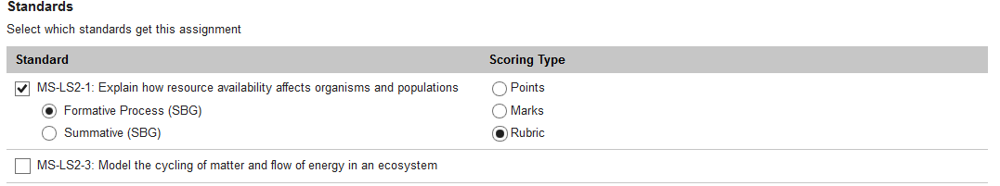 Standards
Select which standards get this assignment
Standard Scoring Type
MS-LS2-1: Explain how resource availability affects organisms and populations Points
Formative Process (SBG) Marks
Summative (SBG) Rubric
MS-LS2-3: Model the cycling of matter and flow of energy in an ecosystem